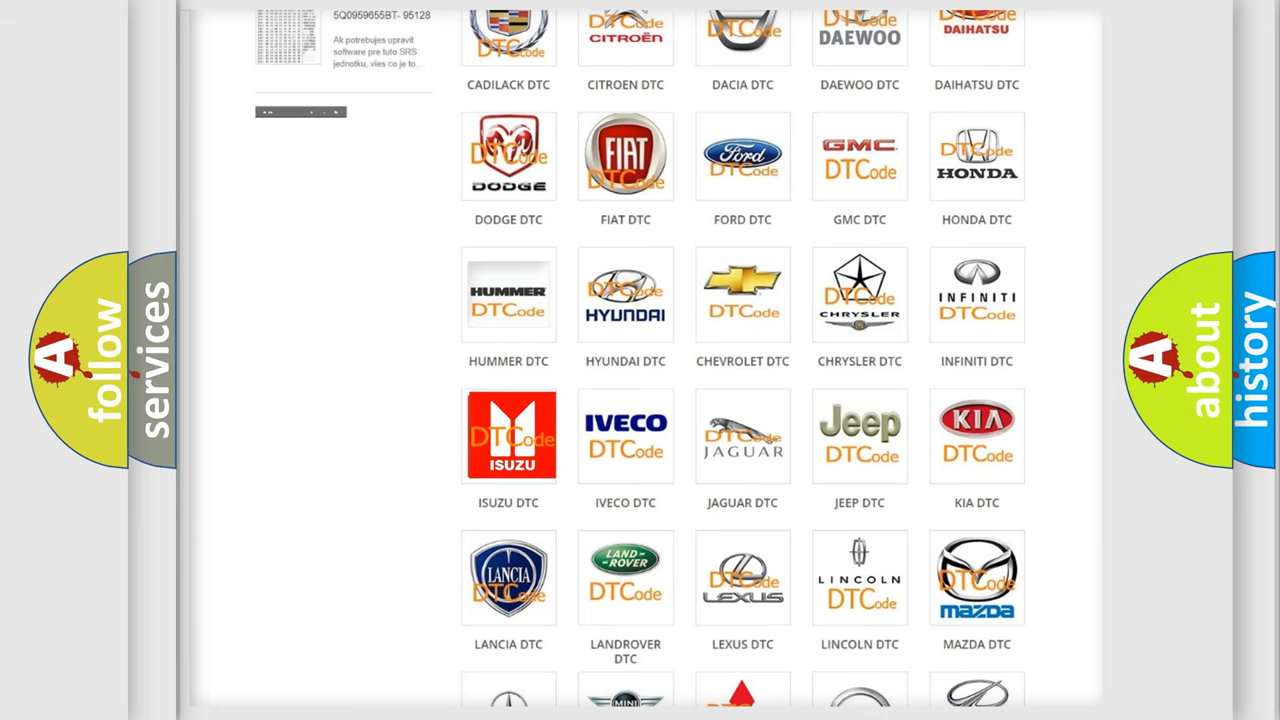 5Q0959655BT- 95128
Ak potrebujes upravit
software pre tuto SRS
jednotku, vies co je to...
DTCode
DTCode
CITROËN
DTCode
DAEWOO
DTCode
DAIHATSU
CADILACK DTC
CITROEN DTC
DACIA DTC
DAEWOO DTC
DAIHATSU DTC
DTCode
DODGE
FIAT
DTCode
Ford
DTCode
GMC
DTCode
DTCode
HONDA
DODGE DTC
FIAT DTC
FORD DTC
GMC DTC
HONDA DTC
HUMMER
DTCode
DTCode
HYUNDAI
DTCode
DTCode
CHRYSLER
INFINITI
DTCode
HUMMER DTC
HYUNDAI DTC
CHEVROLET DTC
CHRYSLER DTC
INFINITI DTC
DTCode
ISUZU
IVECO
DTCode
DTCode
JAGUAR
Jeep
DTCode
KIA
DTCode
ISUZU DTC
IVECO DTC
JAGUAR DTC
JEEP DTC
KIA DTC
LANCIA
DTCode
LAND-
ROVER
DTCode
DTCode
LEXUS
LINCOLN
DTCode
DTCode
mazda
LANCIA DTC
LANDROVER
DTC
LEXUS DTC
LINCOLN DTC
MAZDA DTC
MINI
A follow
services
A about
history